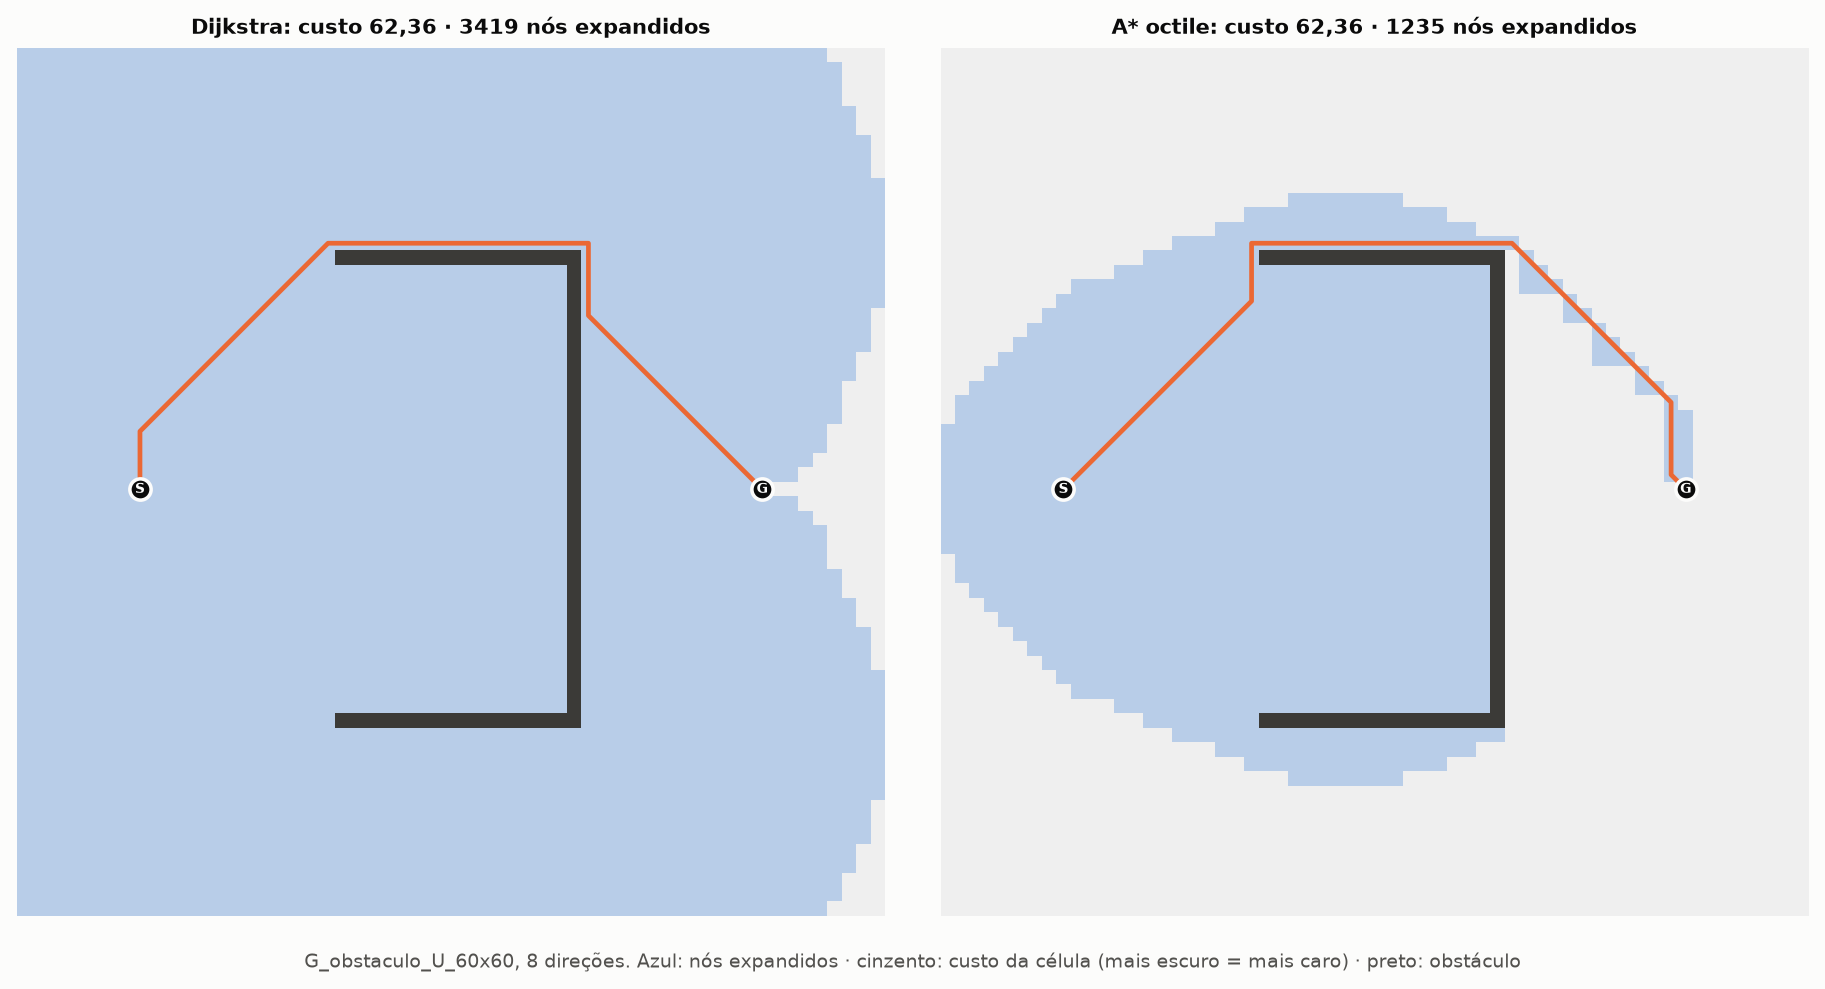 Dijkstra: custo 62,36 · 3419 nós expandidos
A* octile: custo 62,36 · 1235 nós expandidos
S
G
S
G
G_obstaculo_U_60x60, 8 direções. Azul: nós expandidos · cinzento: custo da célula (mais escuro = mais caro) · preto: obstáculo